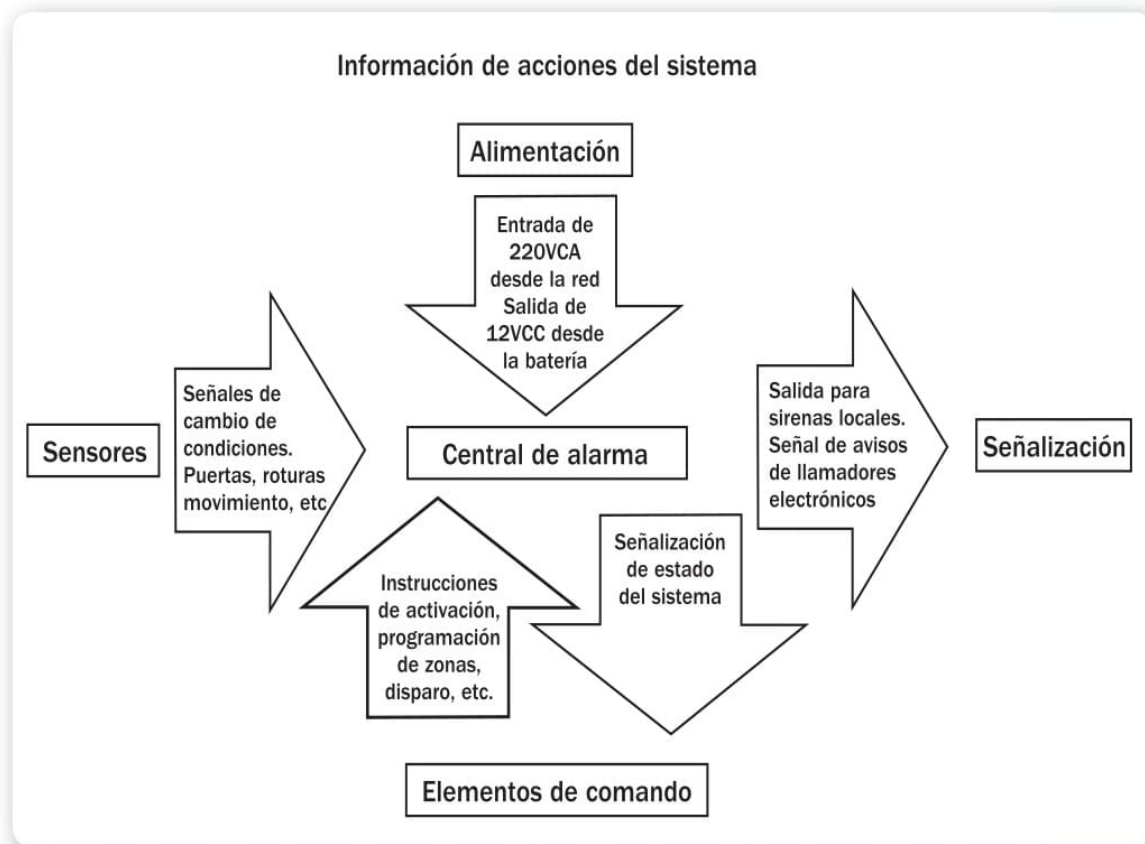 Información de acciones del sistema
Alimentación
Entrada de
220VCA
desde la red
Salida de
12VCC desde
la batería
Sensores
Señales de
cambio de
condiciones.
Puertas, roturas
movimiento, etc
Central de alarma
Salida para
sirenas locales.
Señal de avisos
de llamadores
electrónicos
Señalización
Instrucciones
de activación,
programación
de zonas,
disparo, etc.
Señalización
de estado
del sistema
Elementos de comando